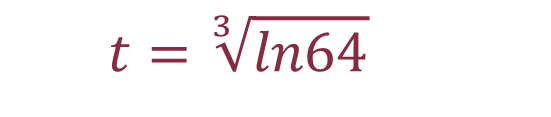 t = ∛ln64